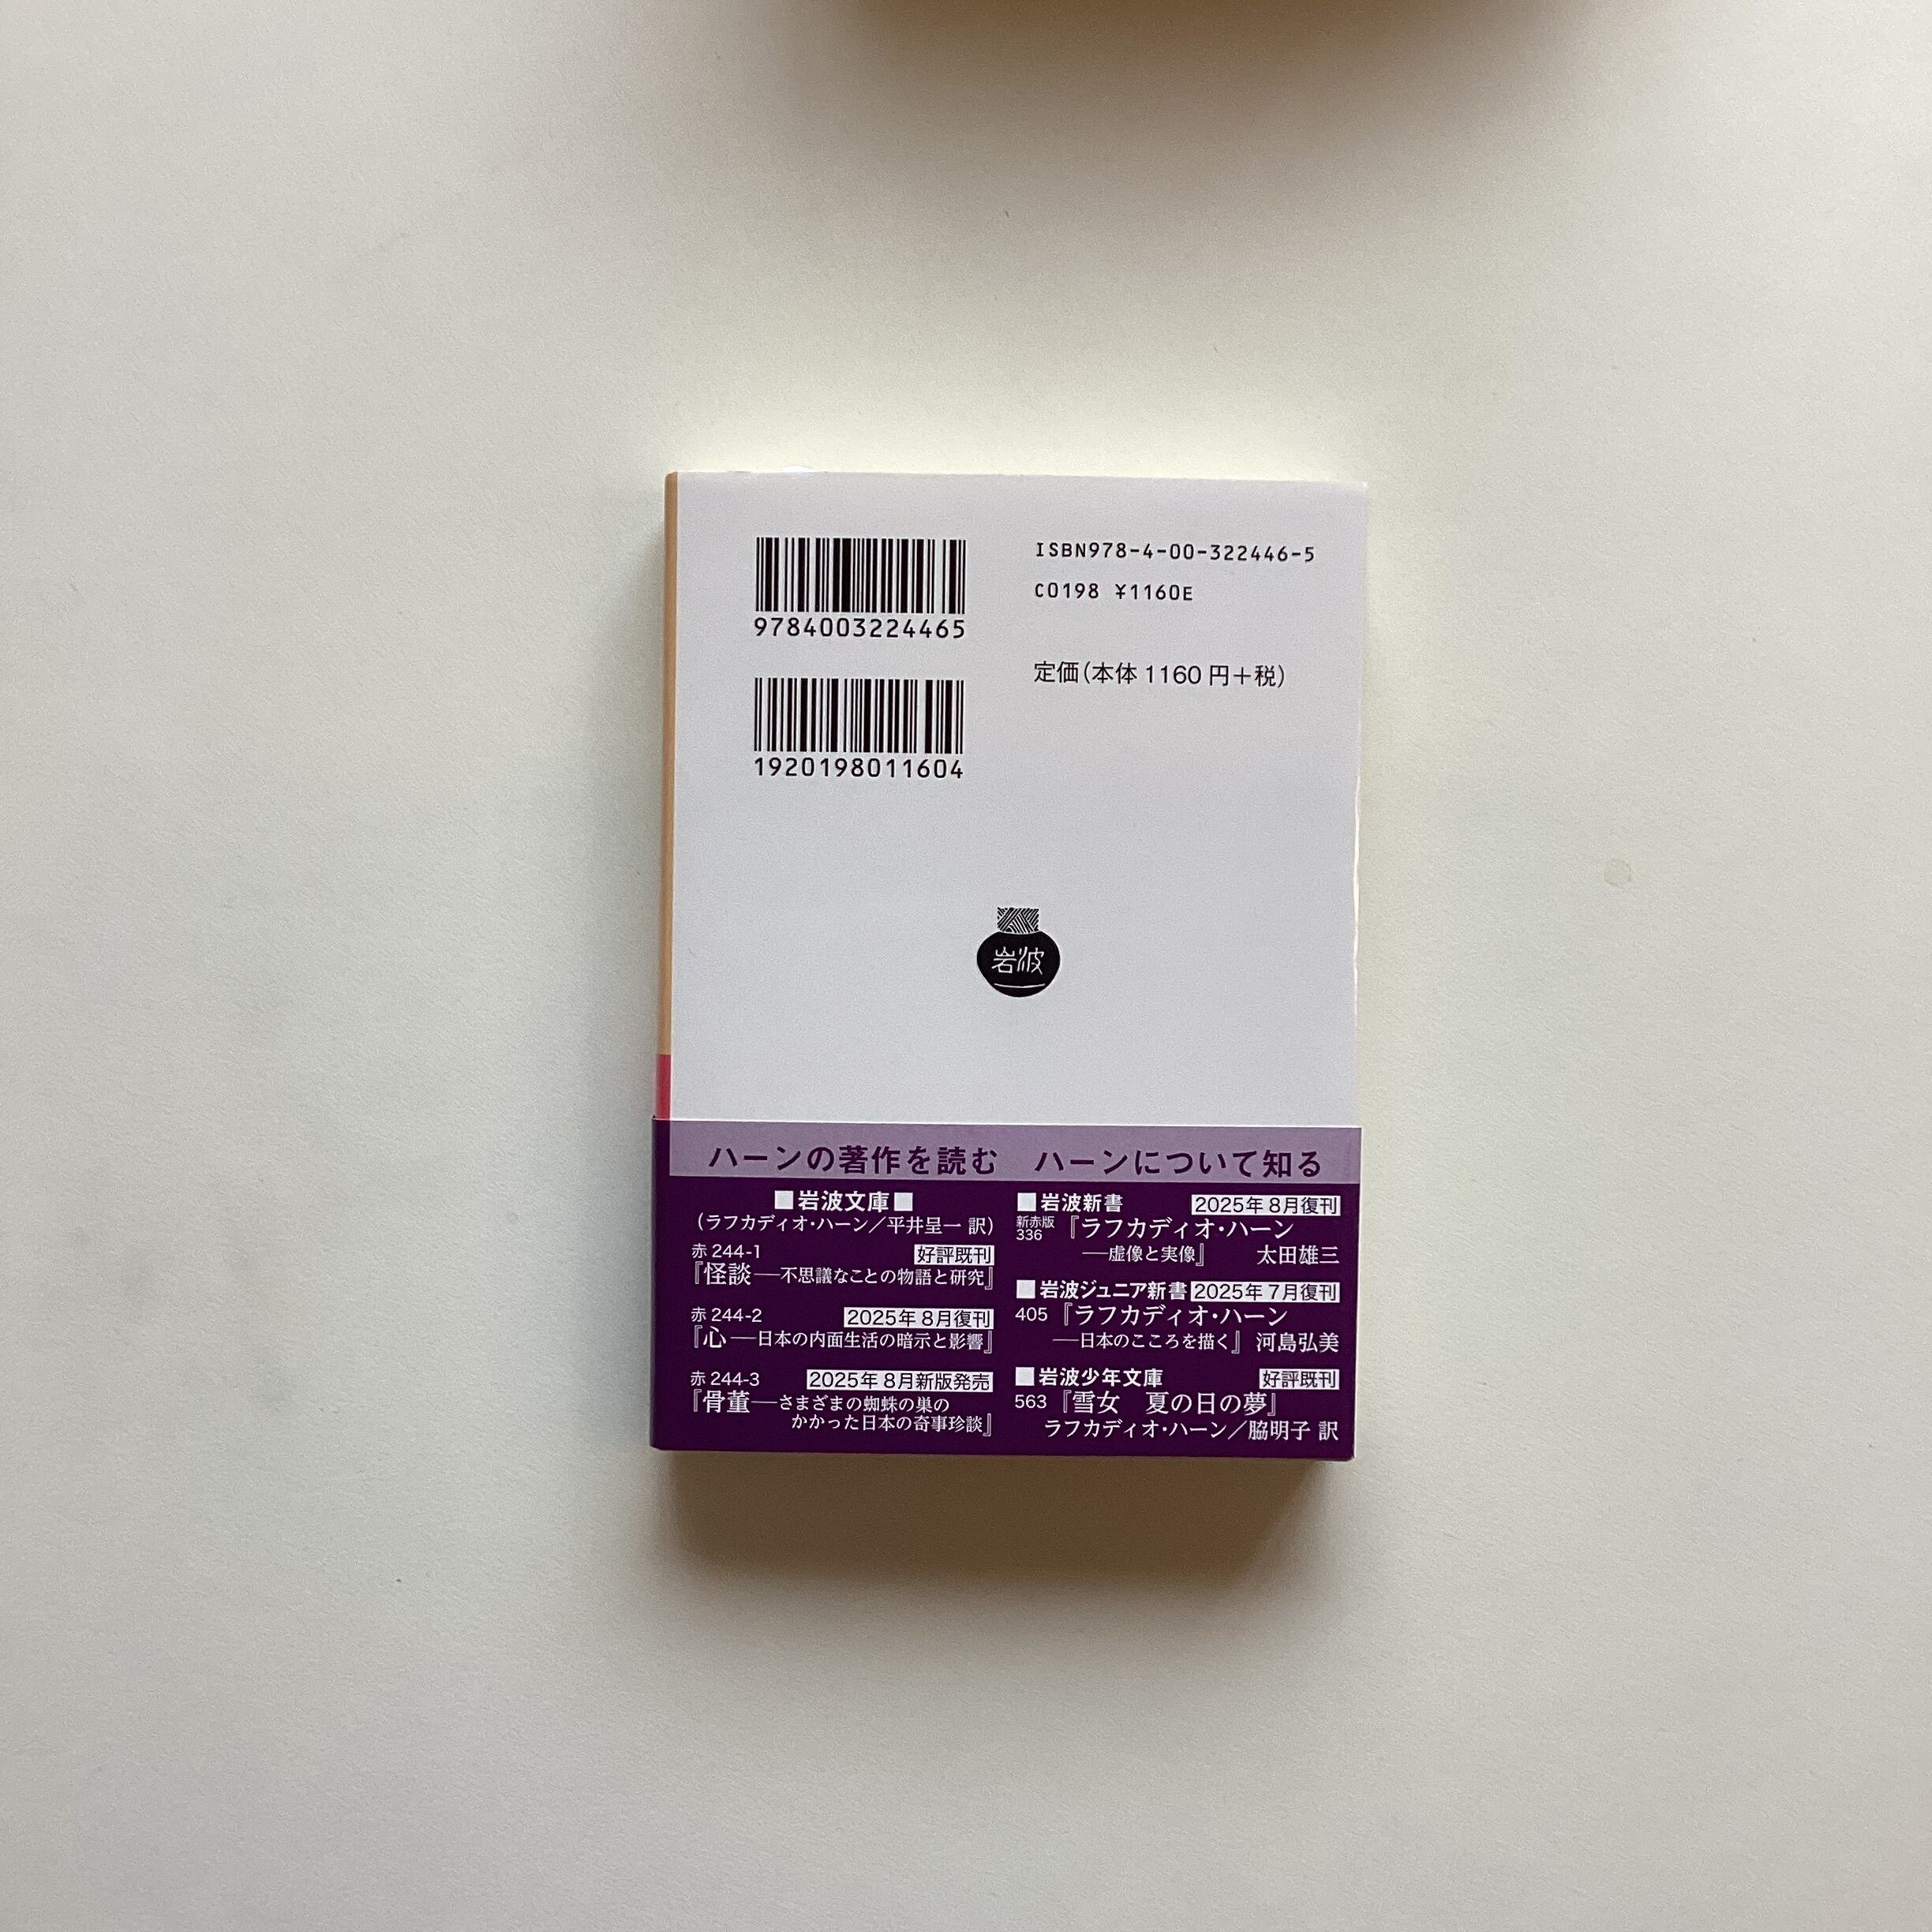 9784003224465
1920198011604
ISBN978-4-00-322446-5
C0198 ¥1160E
定価(本体1160円+税)
岩波
ハーンの著作を読む
■岩波文庫■
(ラフカディオ・ハーン/平井呈一 訳)
赤 244-1 好評既刊
『怪談──不思議なことの物語と研究』
赤 244-2 2025年8月復刊
『心──日本の内面生活の暗示と影響』
赤 244-3 2025年8月新版発売
『骨董──さまざまの蜘蛛の巣の
かかった日本の奇事珍談』
ハーンについて知る
■岩波新書 2025年8月復刊
新赤版
336 『ラフカディオ・ハーン
──虚像と実像』 太田雄三
■岩波ジュニア新書 2025年7月復刊
405 『ラフカディオ・ハーン
──日本のこころを描く』 河島弘美
■岩波少年文庫 好評既刊
563 『雪女 夏の日の夢』
ラフカディオ・ハーン/脇明子 訳